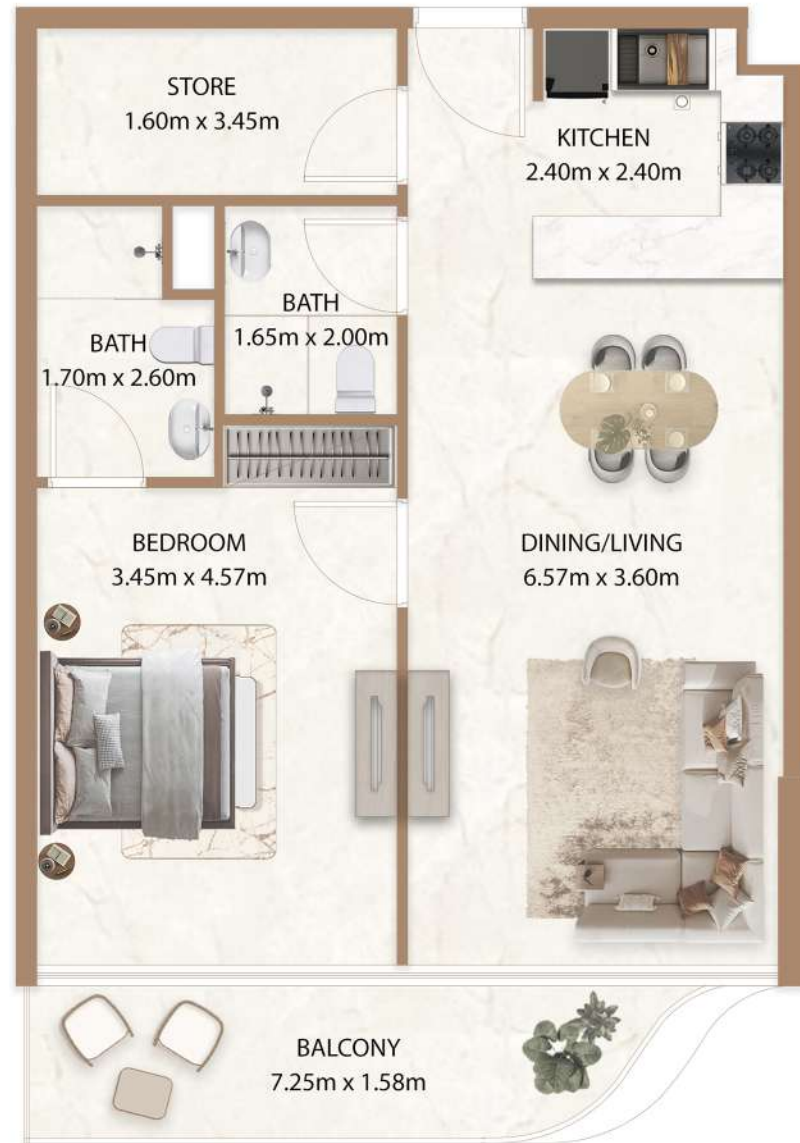 STORE
1.60m x 3.45m
KITCHEN
2.40m x 2.40m
BATH
1.65m x 2.00m
BATH
1.70m x 2.60m
BEDROOM
3.45m x 4.57m
DINING/LIVING
6.57m x 3.60m
BALCONY
7.25m x 1.58m